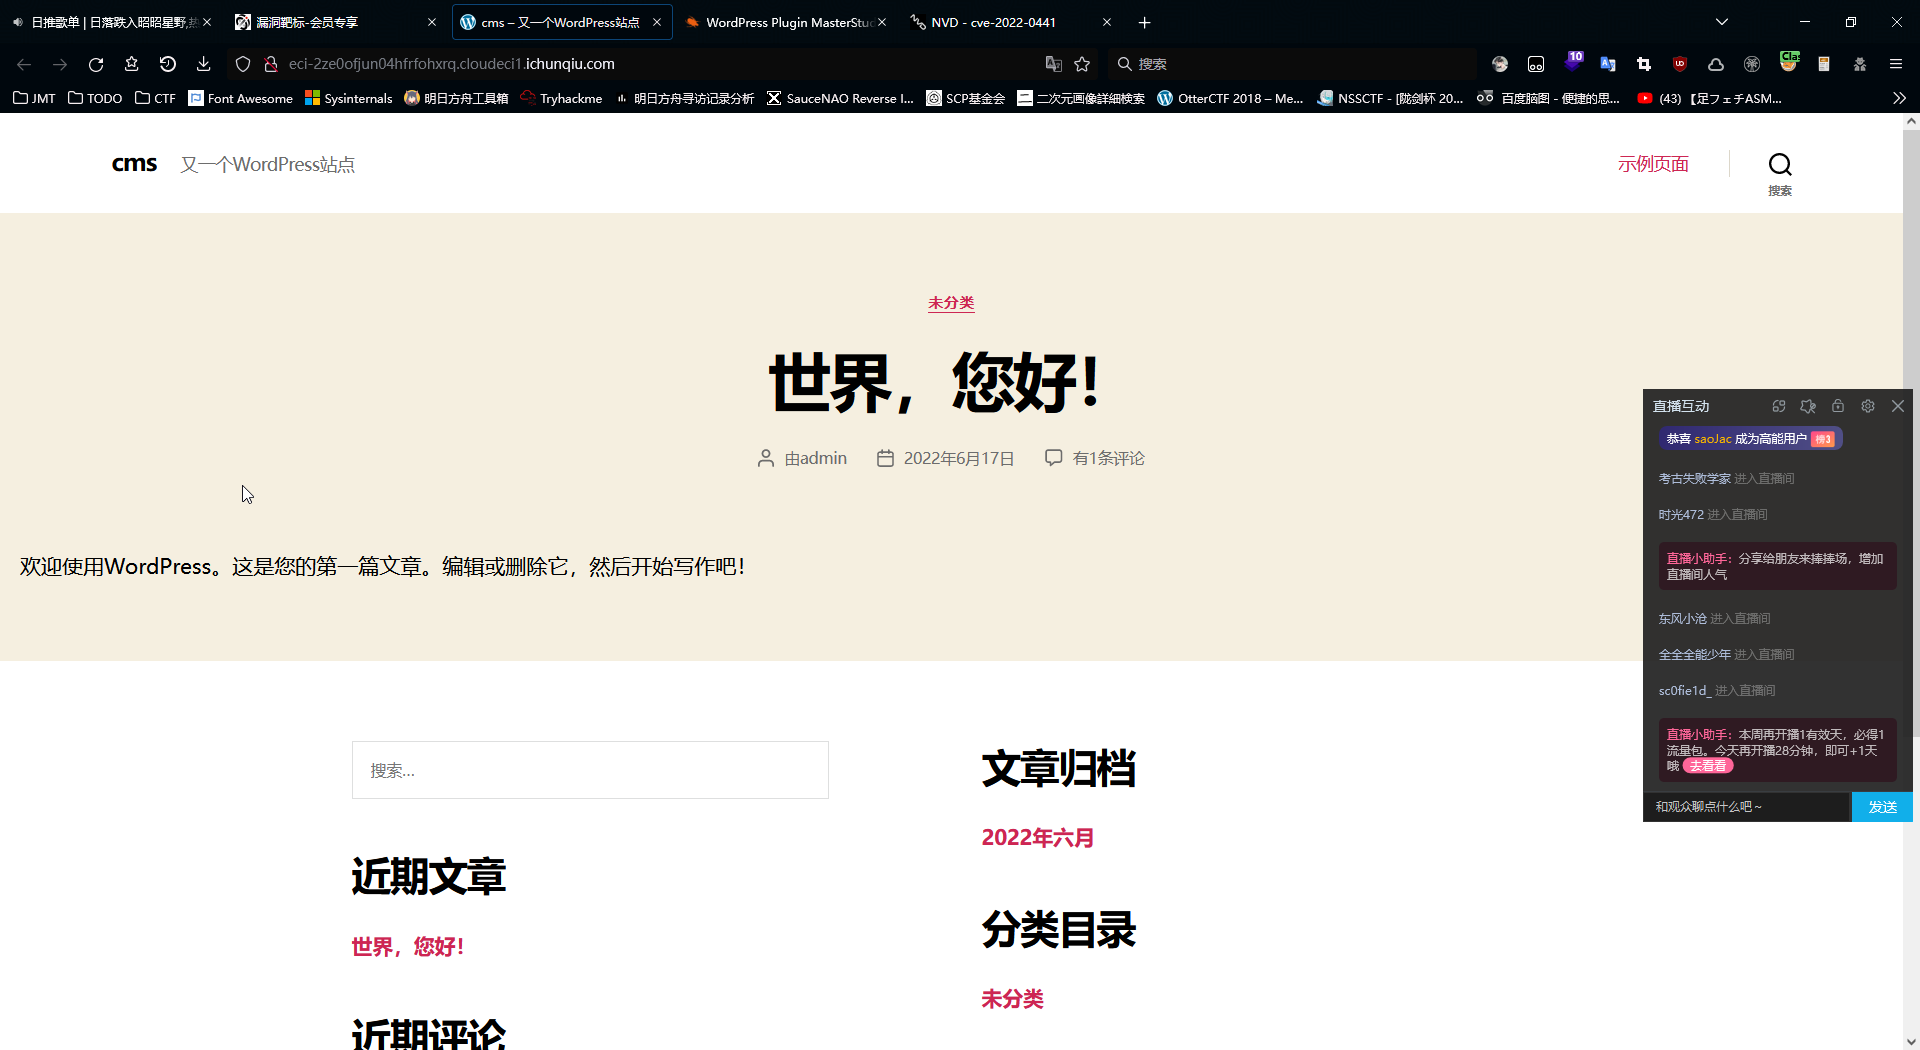 日推歌单 | 日落跌入昭昭星野,
漏洞靶标-会员专享
cms – 又一个WordPress站点
WordPress Plugin MasterStu
NVD - cve-2022-0441
eci-2ze0ofjun04hfrfohxrq.cloudeci1.ichunqiu.com
搜索
10
JMT
TODO
CTF
Font Awesome
Sysinternals
明日方舟工具箱
Tryhackme
明日方舟寻访记录分析
SauceNAO Reverse I...
SCP基金会
二次元画像詳細検索
OtterCTF 2018 – Me...
NSSCTF - [陇剑杯 20...
百度脑图 - 便捷的思...
(43) 【足フェチASM...
cms
又一个WordPress站点
示例页面
搜索
未分类
世界，您好！
由admin
2022年6月17日
有1条评论
欢迎使用WordPress。这是您的第一篇文章。编辑或删除它，然后开始写作吧！
搜索…
近期文章
世界，您好！
近期评论
文章归档
2022年六月
分类目录
未分类
直播互动
恭喜 saoJac 成为高能用户 榜3
考古失败学家 进入直播间
时光472 进入直播间
直播小助手：分享给朋友来捧捧场，增加
直播间人气
东风小沧 进入直播间
全全全能少年 进入直播间
sc0fie1d_ 进入直播间
直播小助手：本周再开播1有效天，必得1
流量包。今天再开播28分钟，即可+1天
哦 去看看
和观众聊点什么吧～
发送